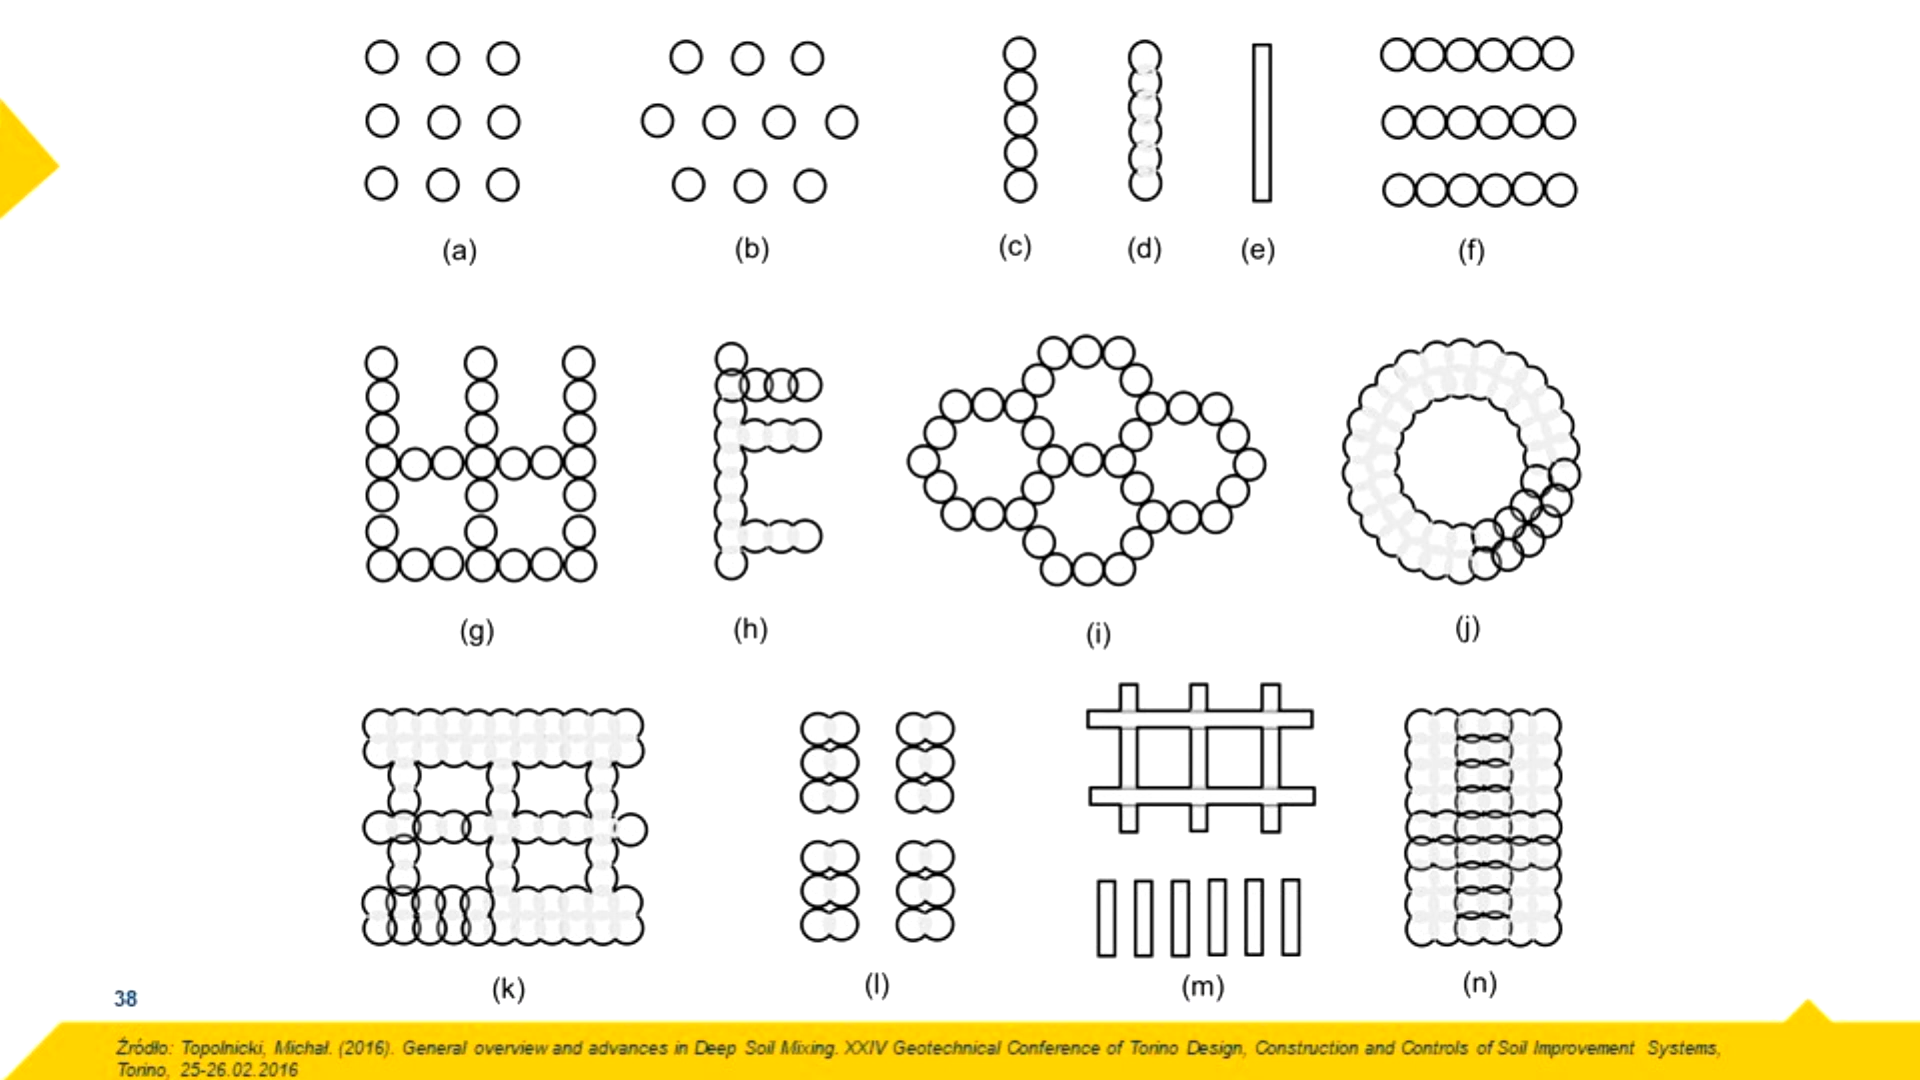 (a)
(b)
(c)
(d)
(e)
(f)
(g)
(h)
(i)
(j)
(k)
(l)
(m)
(n)
38
Źródło: Topolnicki, Michał. (2016). General overview and advances in Deep Soil Mixing. XXIV Geotechnical Conference of Torino Design, Construction and Controls of Soil Improvement Systems,
Torino, 25-26.02.2016